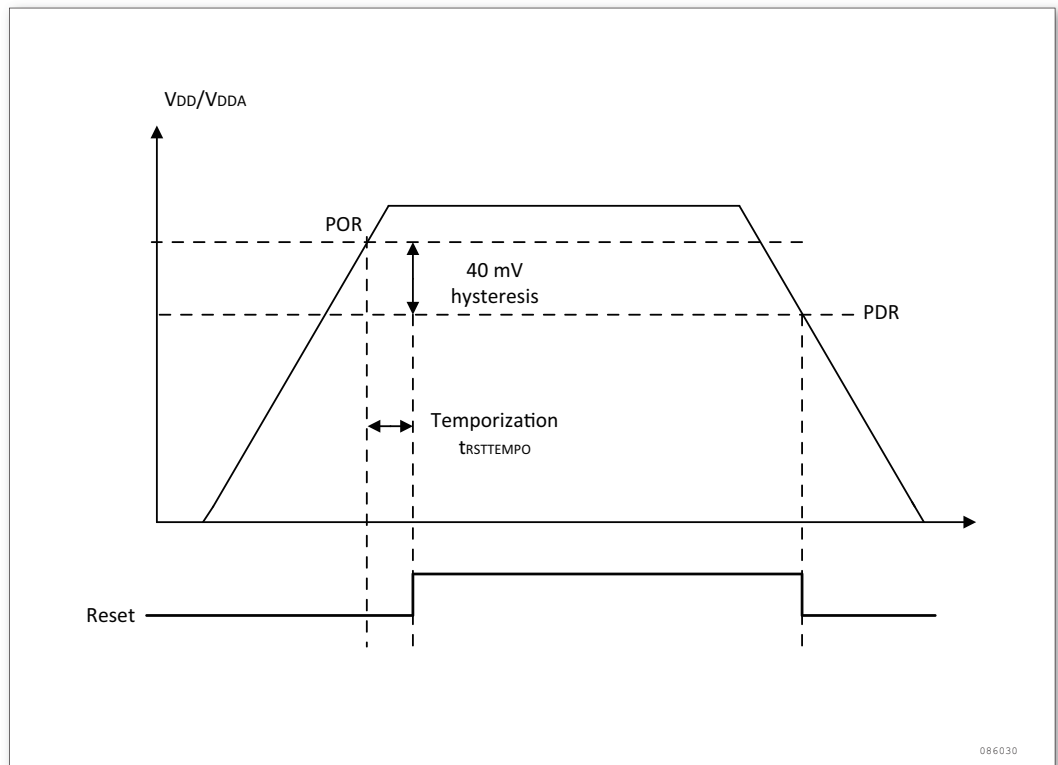 VDD/VDDA
POR
40 mV
hysteresis
PDR
Temporization
tRSTTEMPO
Reset
086030